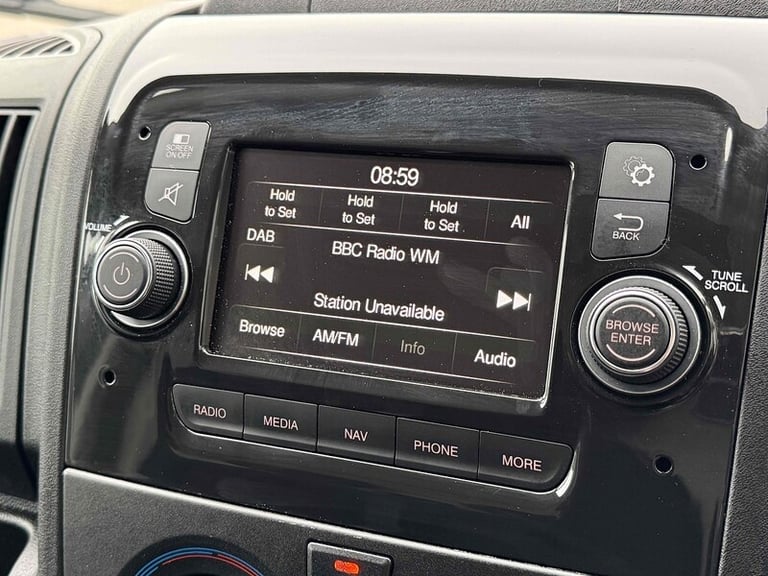 SCREEN
ON/OFF
VOLUME
08:59
Hold
to Set
Hold
to Set
Hold
to Set
All
DAB
BBC Radio WM
Station Unavailable
Browse
AM/FM
Info
Audio
BACK
TUNE
SCROLL
BROWSE
ENTER
RADIO
MEDIA
NAV
PHONE
MORE